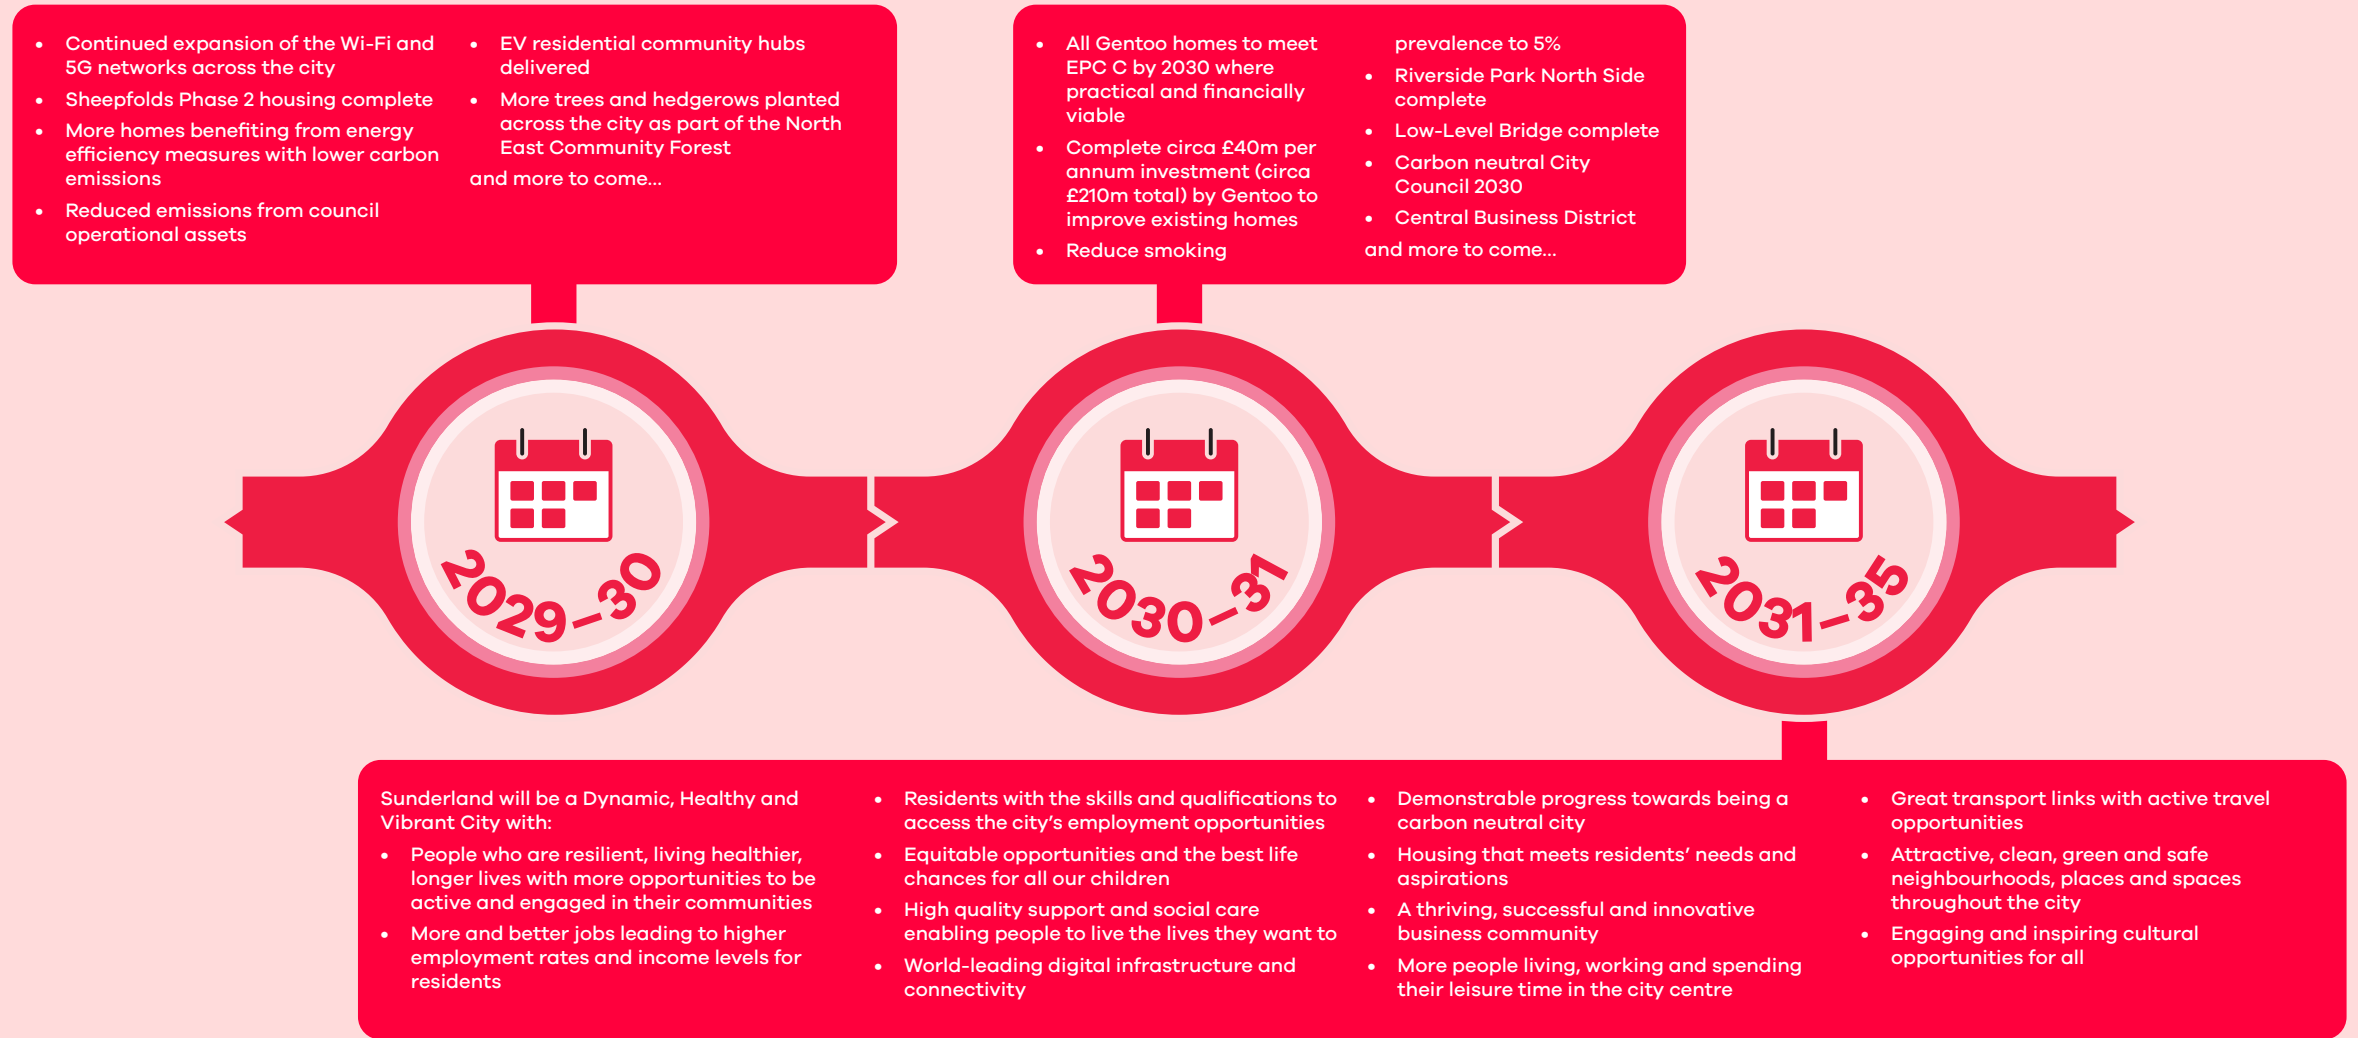 • Continued expansion of the Wi-Fi and
5G networks across the city
• Sheepfolds Phase 2 housing complete
• More homes benefiting from energy
efficiency measures with lower carbon
emissions
• Reduced emissions from council
operational assets
• EV residential community hubs
delivered
• More trees and hedgerows planted
across the city as part of the North
East Community Forest
and more to come...
• All Gentoo homes to meet
EPC C by 2030 where
practical and financially
viable
• Complete circa £40m per
annum investment (circa
£210m total) by Gentoo to
improve existing homes
• Reduce smoking
prevalence to 5%
• Riverside Park North Side
complete
• Low-Level Bridge complete
• Carbon neutral City
Council 2030
• Central Business District
and more to come...
2029–30
2030–31
2031–35
Sunderland will be a Dynamic, Healthy and
Vibrant City with:
• People who are resilient, living healthier,
longer lives with more opportunities to be
active and engaged in their communities
• More and better jobs leading to higher
employment rates and income levels for
residents
• Residents with the skills and qualifications to
access the city’s employment opportunities
• Equitable opportunities and the best life
chances for all our children
• High quality support and social care
enabling people to live the lives they want to
• World-leading digital infrastructure and
connectivity
• Demonstrable progress towards being a
carbon neutral city
• Housing that meets residents’ needs and
aspirations
• A thriving, successful and innovative
business community
• More people living, working and spending
their leisure time in the city centre
• Great transport links with active travel
opportunities
• Attractive, clean, green and safe
neighbourhoods, places and spaces
throughout the city
• Engaging and inspiring cultural
opportunities for all